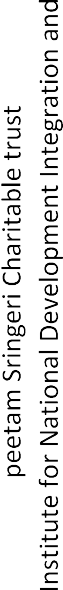 peetam Sringeri Charitable trust
Institute for National Development Integration and